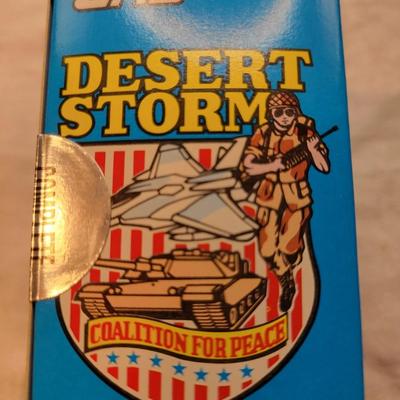 DESERT
STORM
COALITION FOR PEACE